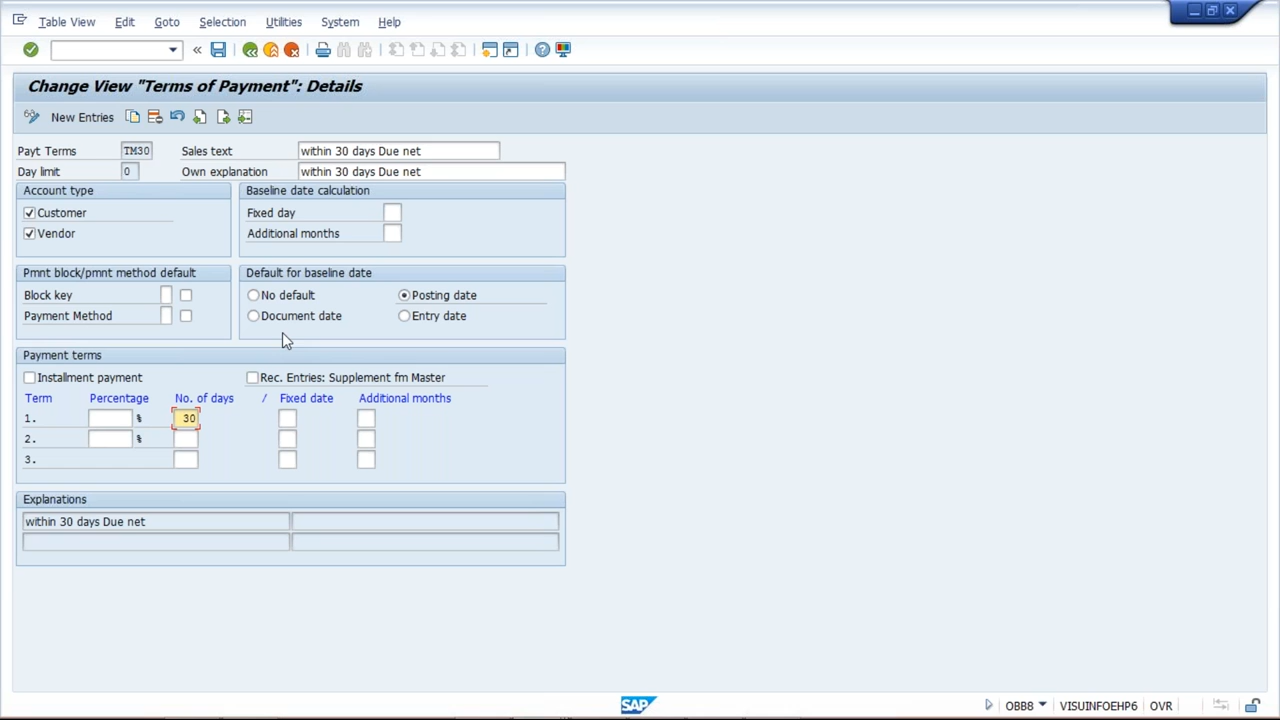 Table View Edit Goto Selection Utilities System Help
Change View "Terms of Payment": Details
New Entries
Payt Terms TM30 Sales text within 30 days Due net
Day limit 0 Own explanation within 30 days Due net
Account type Baseline date calculation
Customer Fixed day
Vendor Additional months
Pmnt block/pmnt method default Default for baseline date
Block key No default Posting date
Payment Method Document date Entry date
Payment terms
Installment payment Rec. Entries: Supplement fm Master
Term Percentage No. of days / Fixed date Additional months
1. % 30
2. %
3.
Explanations
within 30 days Due net
SAP OBB8 VISUINFOEHP6 OVR